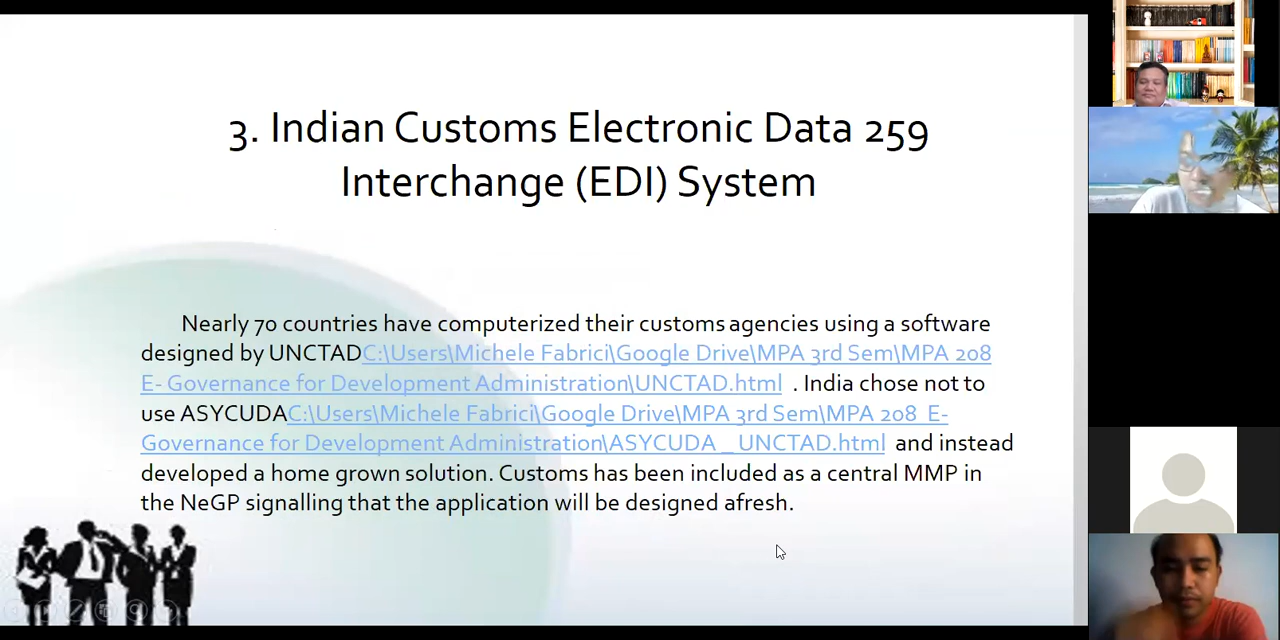 3. Indian Customs Electronic Data 259
Interchange (EDI) System
Nearly 70 countries have computerized their customs agencies using a software
designed by UNCTADC:\Users\Michele Fabrici\Google Drive\MPA 3rd Sem\MPA 208
E- Governance for Development Administration\UNCTAD.html . India chose not to
use ASYCUDAC:\Users\Michele Fabrici\Google Drive\MPA 3rd Sem\MPA 208 E-
Governance for Development Administration\ASYCUDA _ UNCTAD.html and instead
developed a home grown solution. Customs has been included as a central MMP in
the NeGP signalling that the application will be designed afresh.